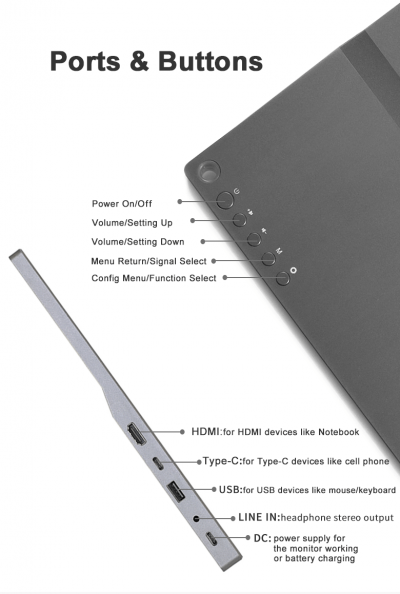 Ports & Buttons
Power On/Off
Volume/Setting Up
Volume/Setting Down
Menu Return/Signal Select
M
Config Menu/Function Select
HDMI:for HDMI devices like Notebook
Type-C:for Type-C devices like cell phone
USB:for USB devices like mouse/keyboard
LINE IN:headphone stereo output
DC: power supply for
the monitor working
or battery charging